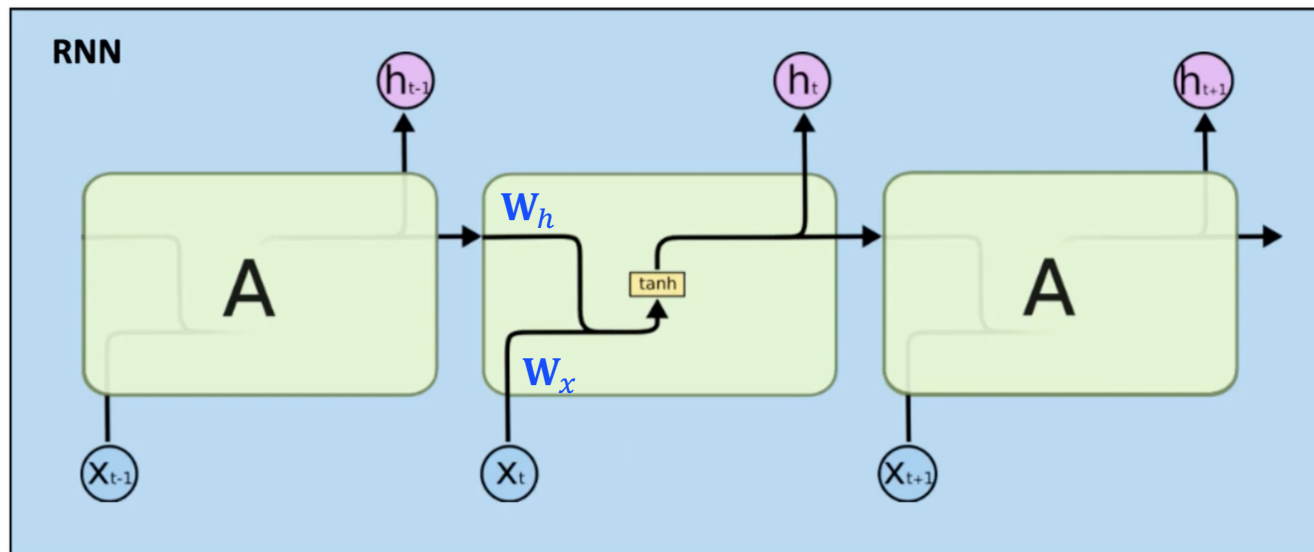 RNN
hₜ₋₁
hₜ
hₜ₊₁
Wₕ
tanh
A
A
Wₓ
Xₜ₋₁
Xₜ
Xₜ₊₁